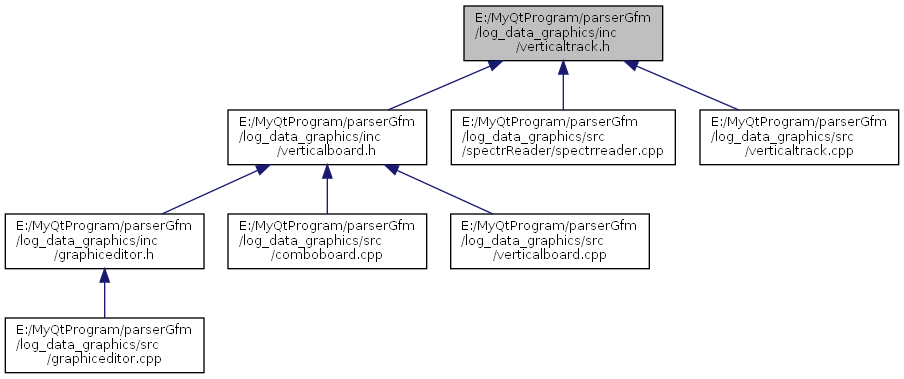 E:/MyQtProgram/parserGfm
/log_data_graphics/inc
/verticaltrack.h
E:/MyQtProgram/parserGfm
/log_data_graphics/inc
/verticalboard.h
E:/MyQtProgram/parserGfm
/log_data_graphics/src
/spectrReader/spectrreader.cpp
E:/MyQtProgram/parserGfm
/log_data_graphics/src
/verticaltrack.cpp
E:/MyQtProgram/parserGfm
/log_data_graphics/inc
/graphiceditor.h
E:/MyQtProgram/parserGfm
/log_data_graphics/src
/comboboard.cpp
E:/MyQtProgram/parserGfm
/log_data_graphics/src
/verticalboard.cpp
E:/MyQtProgram/parserGfm
/log_data_graphics/src
/graphiceditor.cpp